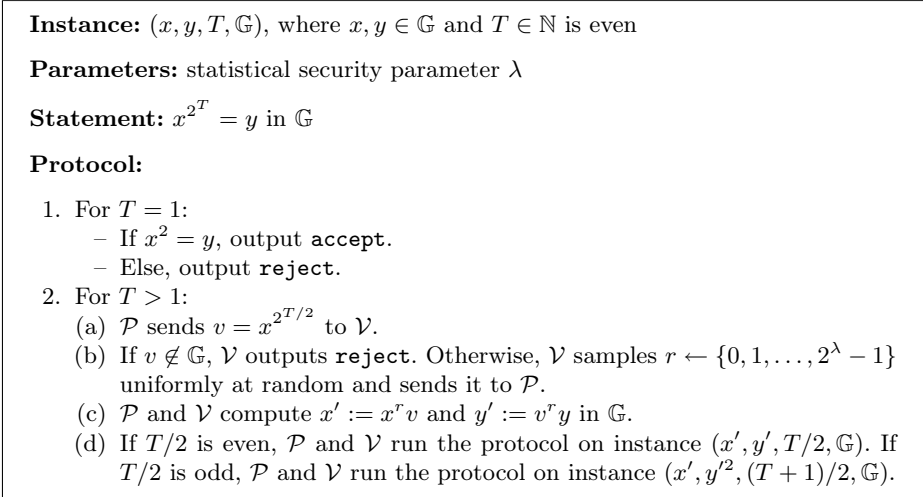 Instance: (x, y, T, 𝔾), where x, y ∈ 𝔾 and T ∈ ℕ is even
Parameters: statistical security parameter λ
Statement: x^{2^T} = y in 𝔾
Protocol:
1. For T = 1:
– If x² = y, output accept.
– Else, output reject.
2. For T > 1:
(a) 𝒫 sends v = x^{2^{T/2}} to 𝒱.
(b) If v ∉ 𝔾, 𝒱 outputs reject. Otherwise, 𝒱 samples r ← {0, 1, . . . , 2^λ − 1}
uniformly at random and sends it to 𝒫.
(c) 𝒫 and 𝒱 compute x′ := x^r v and y′ := v^r y in 𝔾.
(d) If T/2 is even, 𝒫 and 𝒱 run the protocol on instance (x′, y′, T/2, 𝔾). If
T/2 is odd, 𝒫 and 𝒱 run the protocol on instance (x′, y′², (T + 1)/2, 𝔾).